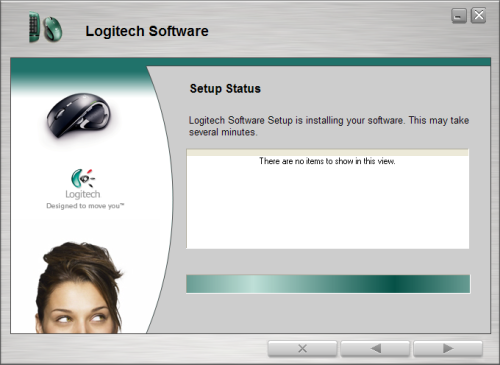 Logitech Software
Setup Status
Logitech Software Setup is installing your software. This may take
several minutes.
There are no items to show in this view.
Logitech
Designed to move you™